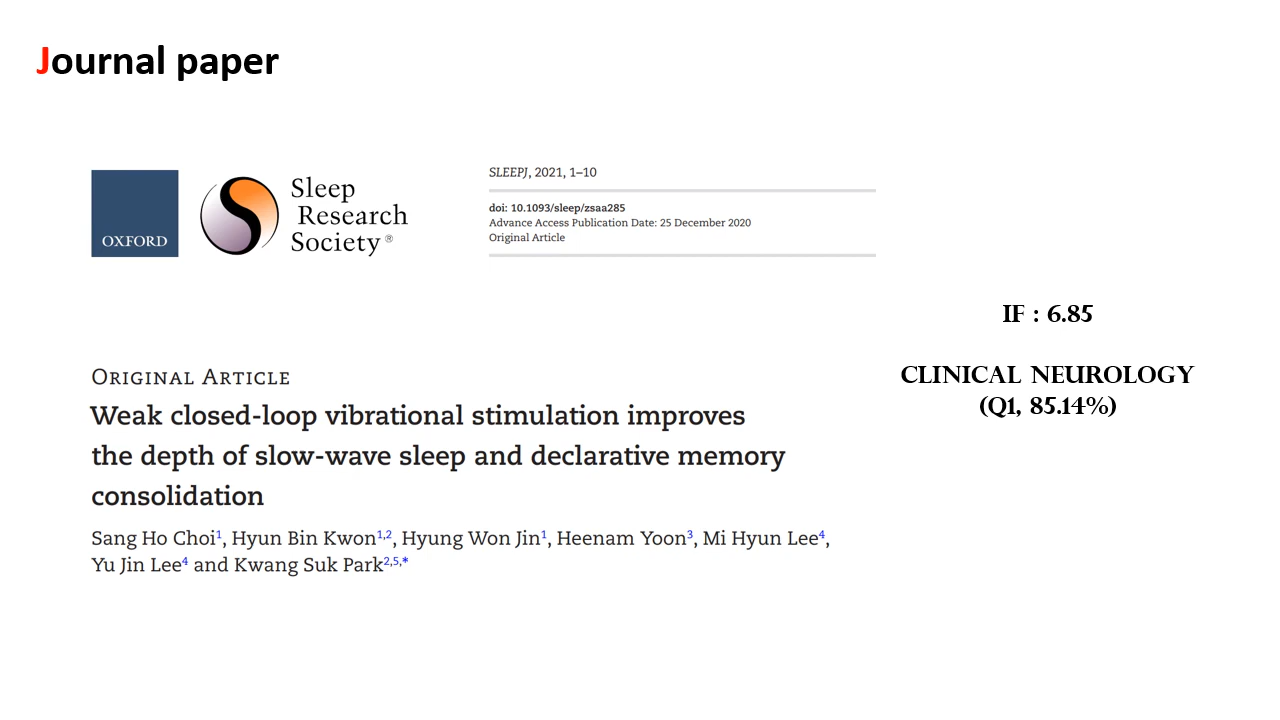 Journal paper
OXFORD
Sleep
Research
Society®
SLEEPJ, 2021, 1–10
doi: 10.1093/sleep/zsaa285
Advance Access Publication Date: 25 December 2020
Original Article
IF : 6.85
CLINICAL NEUROLOGY
(Q1, 85.14%)
ORIGINAL ARTICLE
Weak closed-loop vibrational stimulation improves
the depth of slow-wave sleep and declarative memory
consolidation
Sang Ho Choi1, Hyun Bin Kwon1,2, Hyung Won Jin1, Heenam Yoon3, Mi Hyun Lee4,
Yu Jin Lee4 and Kwang Suk Park2,5,*